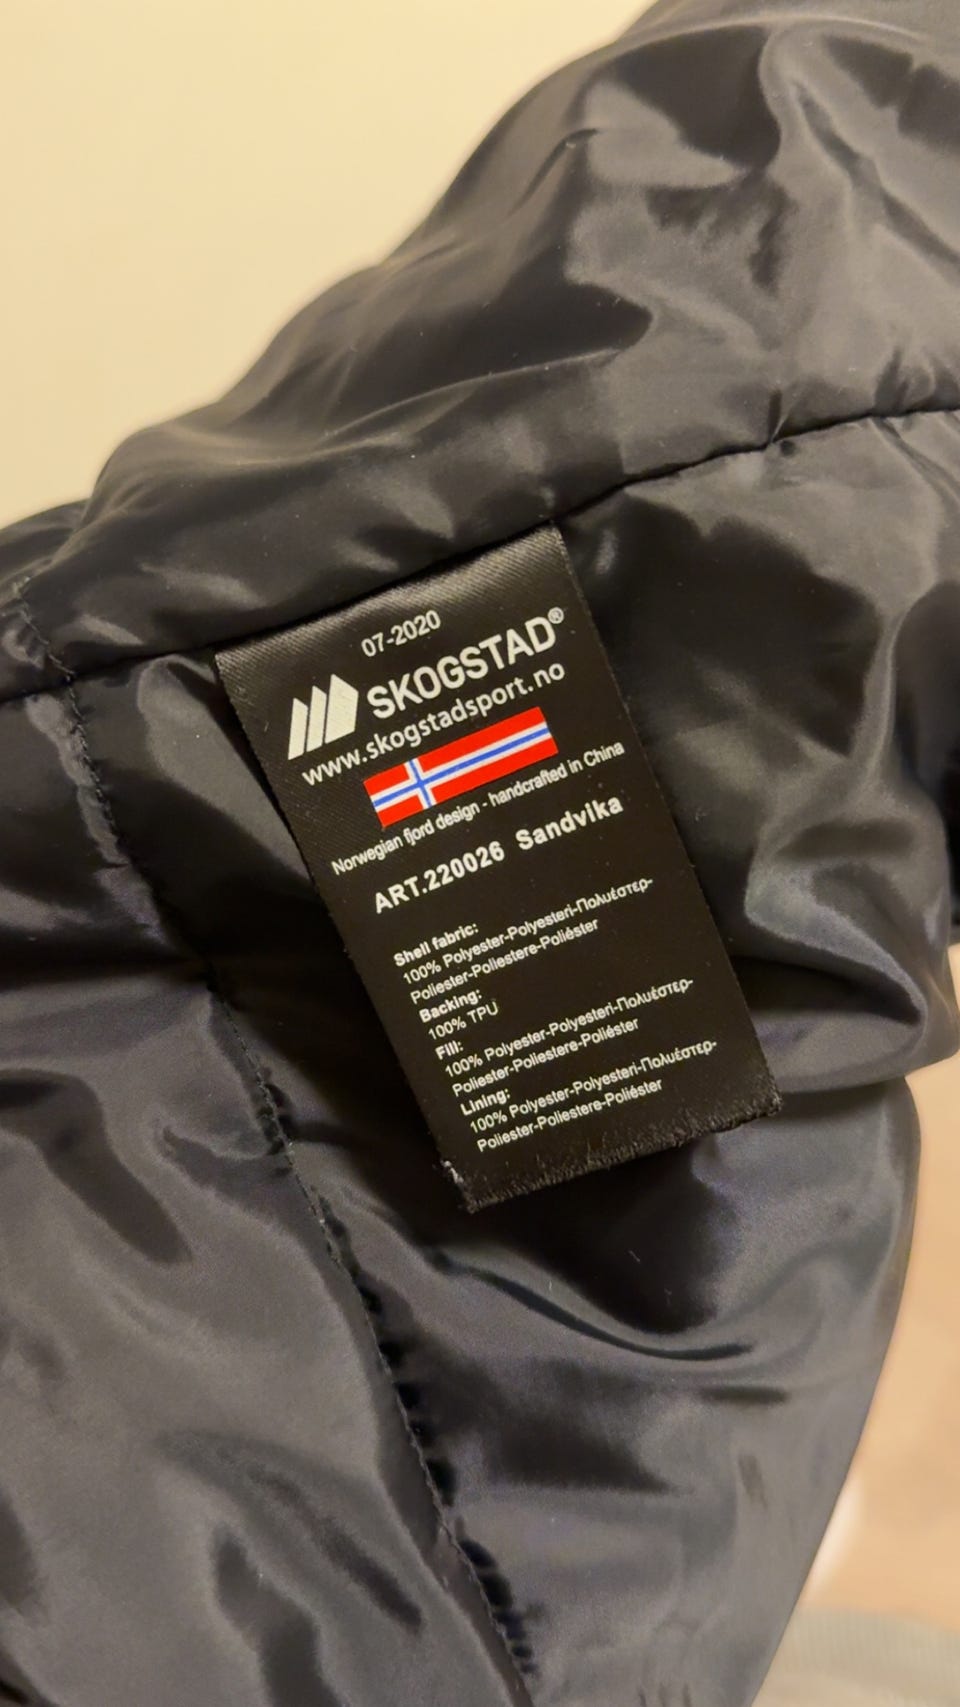 07-2020
SKOGSTAD®
www.skogstadsport.no
Norwegian fjord design - handcrafted in China
ART.220026 Sandvika
Shell fabric:
100% Polyester-Polyesteri-Πολυέστερ-
Poliester-Poliestere-Poliéster
Backing:
100% TPU
Fill:
100% Polyester-Polyesteri-Πολυέστερ-
Poliester-Poliestere-Poliéster
Lining:
100% Polyester-Polyesteri-Πολυέστερ-
Poliester-Poliestere-Poliéster